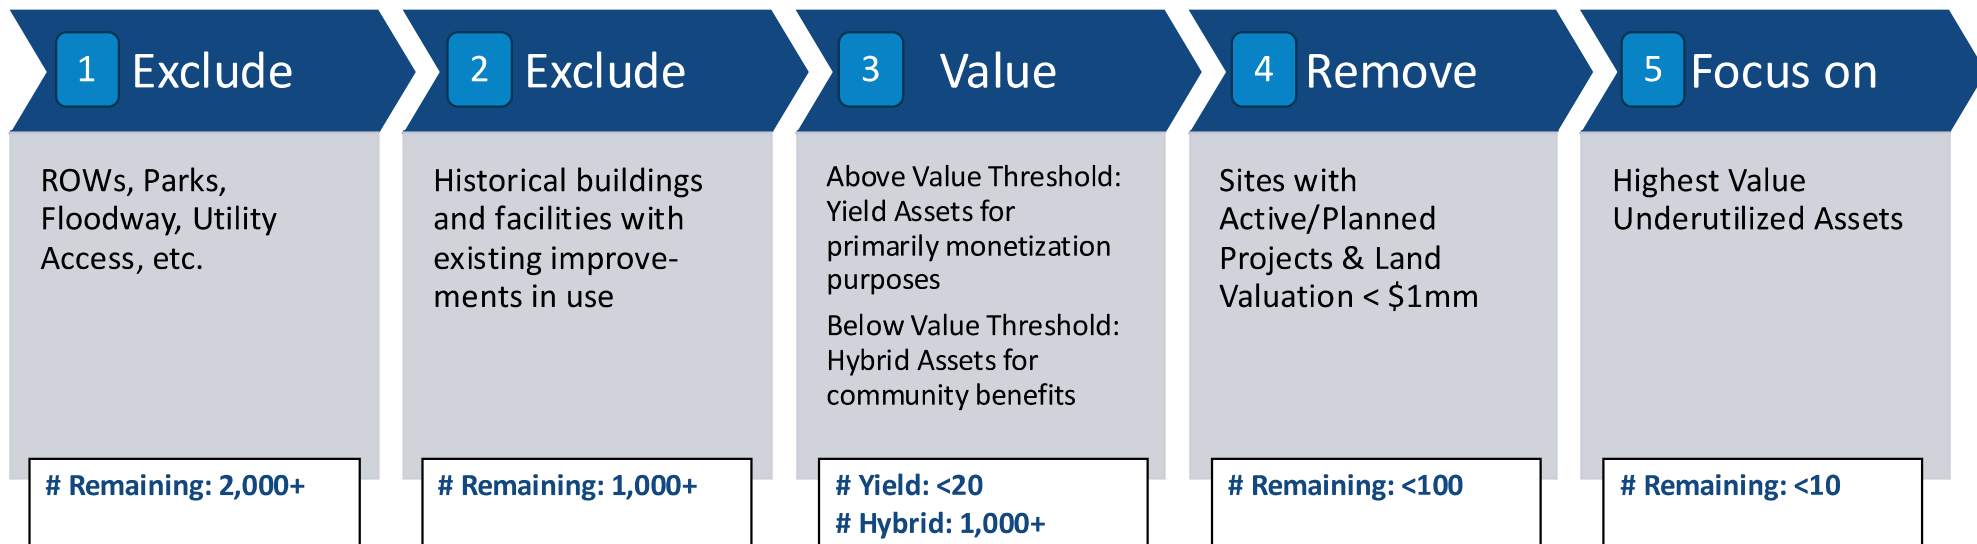 1 Exclude
ROWs, Parks,
Floodway, Utility
Access, etc.
# Remaining: 2,000+
2 Exclude
Historical buildings
and facilities with
existing improve-
ments in use
# Remaining: 1,000+
3 Value
Above Value Threshold:
Yield Assets for
primarily monetization
purposes
Below Value Threshold:
Hybrid Assets for
community benefits
# Yield: <20
# Hybrid: 1,000+
4 Remove
Sites with
Active/Planned
Projects & Land
Valuation < $1mm
# Remaining: <100
5 Focus on
Highest Value
Underutilized Assets
# Remaining: <10